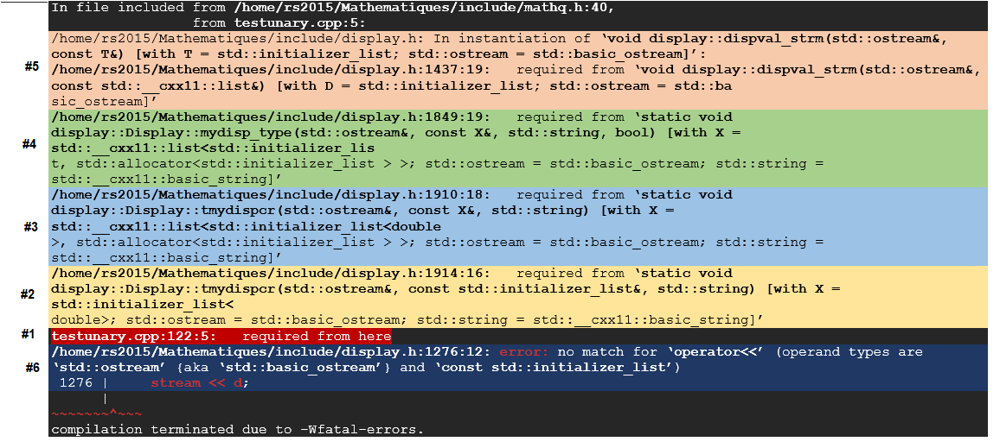 In file included from /home/rs2015/Mathematiques/include/mathq.h:40,
from testunary.cpp:5:
/home/rs2015/Mathematiques/include/display.h: In instantiation of ‘void display::dispval_strm(std::ostream&,
#5 const T&) [with T = std::initializer_list; std::ostream = std::basic_ostream]’:
/home/rs2015/Mathematiques/include/display.h:1437:19:   required from ‘void display::dispval_strm(std::ostream&,
const std::__cxx11::list&) [with D = std::initializer_list; std::ostream = std::ba
sic_ostream]’
/home/rs2015/Mathematiques/include/display.h:1849:19:   required from ‘static void
display::Display::mydisp_type(std::ostream&, const X&, std::string, bool) [with X =
#4 std::__cxx11::list<std::initializer_lis
t, std::allocator<std::initializer_list > >; std::ostream = std::basic_ostream; std::string =
std::__cxx11::basic_string]’
/home/rs2015/Mathematiques/include/display.h:1910:18:   required from ‘static void
display::Display::tmydispcr(std::ostream&, const X&, std::string) [with X =
#3 std::__cxx11::list<std::initializer_list<double
>, std::allocator<std::initializer_list > >; std::ostream = std::basic_ostream; std::string =
std::__cxx11::basic_string]’
/home/rs2015/Mathematiques/include/display.h:1914:16:   required from ‘static void
#2 display::Display::tmydispcr(std::ostream&, const std::initializer_list&, std::string) [with X =
std::initializer_list<
double>; std::ostream = std::basic_ostream; std::string = std::__cxx11::basic_string]’
#1 testunary.cpp:122:5:   required from here
/home/rs2015/Mathematiques/include/display.h:1276:12: error: no match for ‘operator<<’ (operand types are
#6 ‘std::ostream’ {aka ‘std::basic_ostream’} and ‘const std::initializer_list’)
1276 |     stream << d;
|
~~~~~~~^~~~
compilation terminated due to -Wfatal-errors.